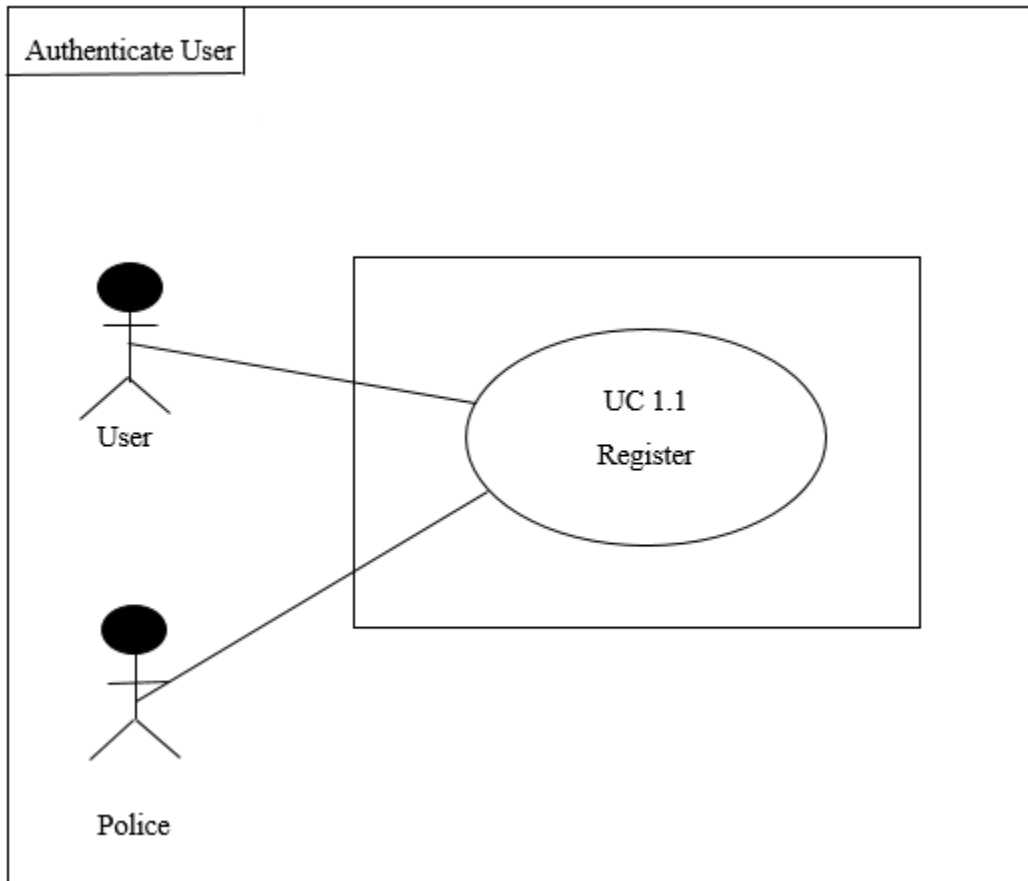 Authenticate User
UC 1.1
Register
User
Police